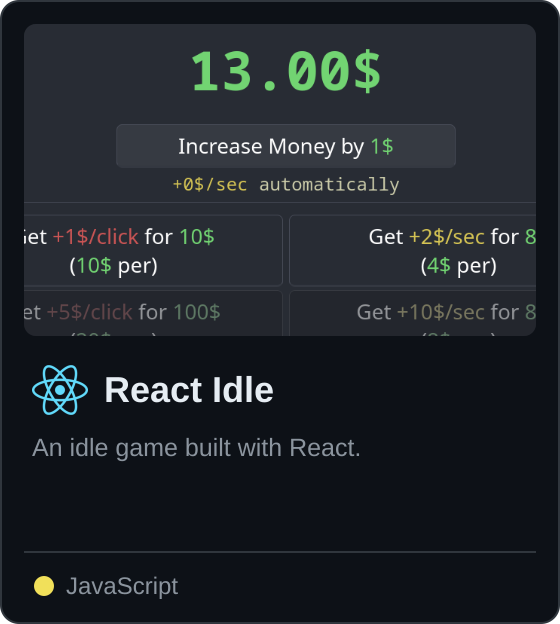 13.00$
Increase Money by 1$
+0$/sec automatically
Get +1$/click for 10$
(10$ per)
Get +2$/sec for 8
(4$ per)
et +5$/click for 100$
Get +10$/sec for 8
React Idle
An idle game built with React.
JavaScript